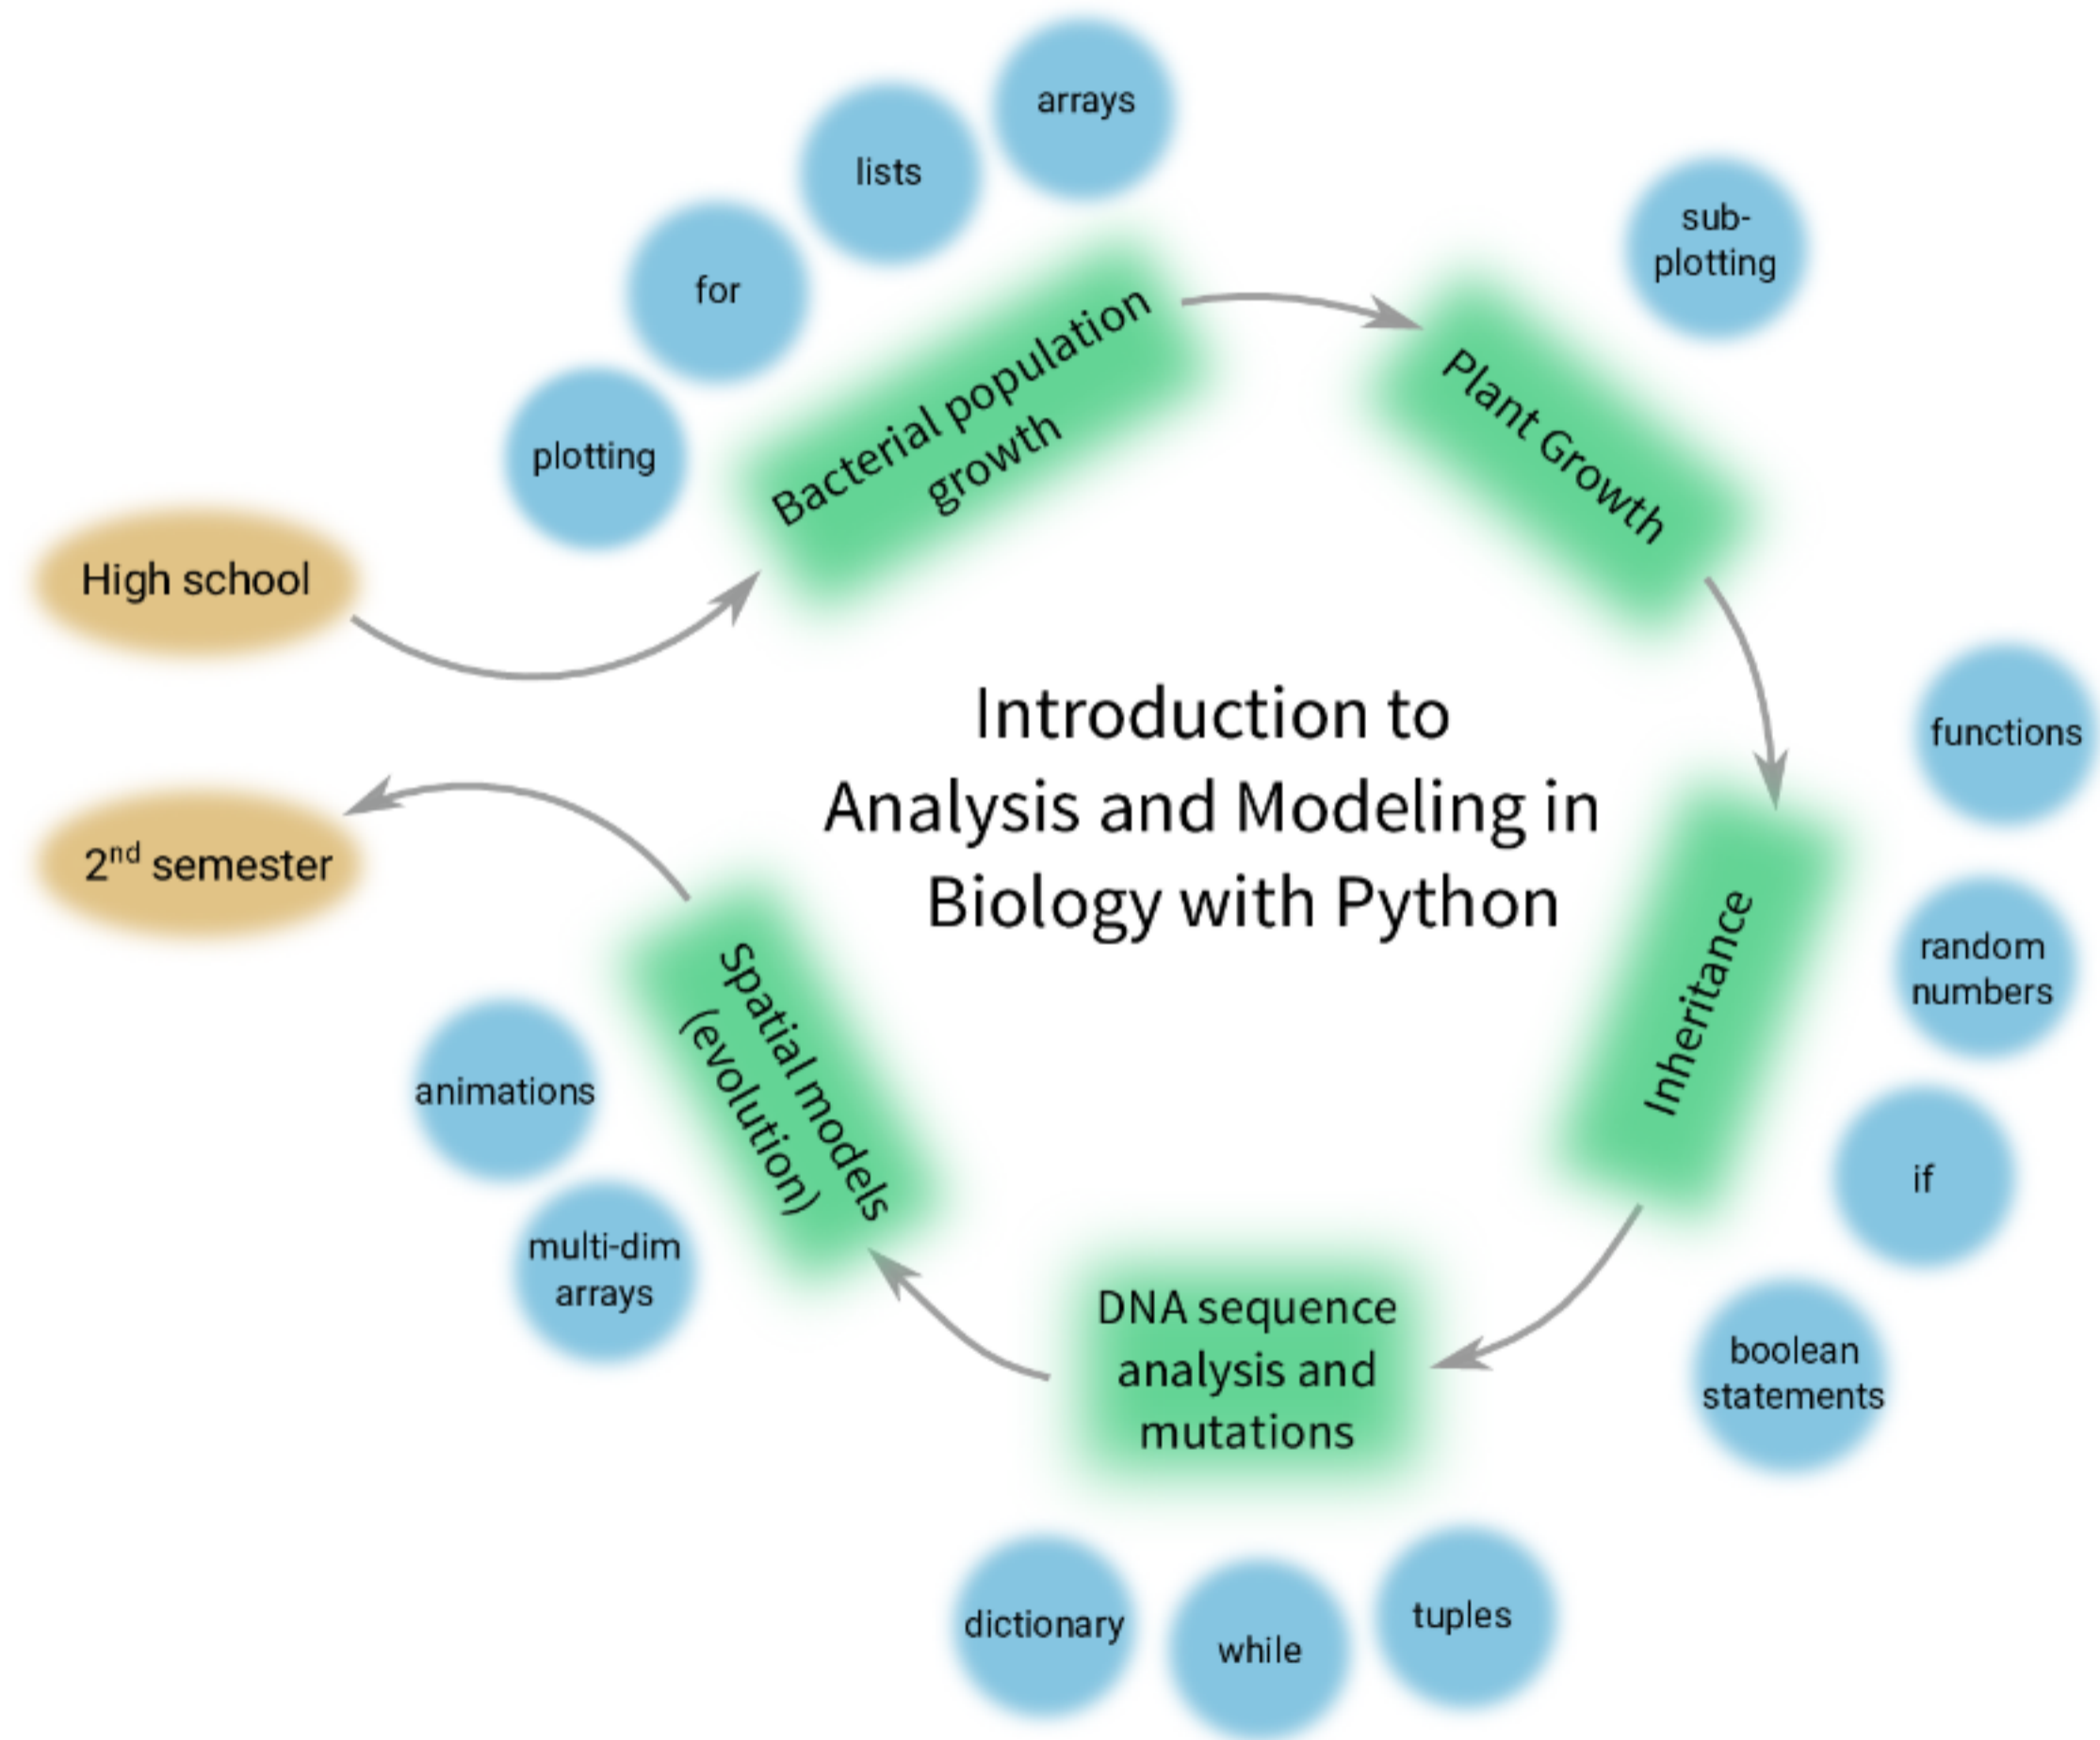 arrays
lists
for
plotting
sub-
plotting
Bacterial population
growth
Plant Growth
High school
Introduction to
Analysis and Modeling in
Biology with Python
functions
random
numbers
if
boolean
statements
Inheritance
2nd semester
Spatial models
(evolution)
animations
multi-dim
arrays
DNA sequence
analysis and
mutations
dictionary
while
tuples